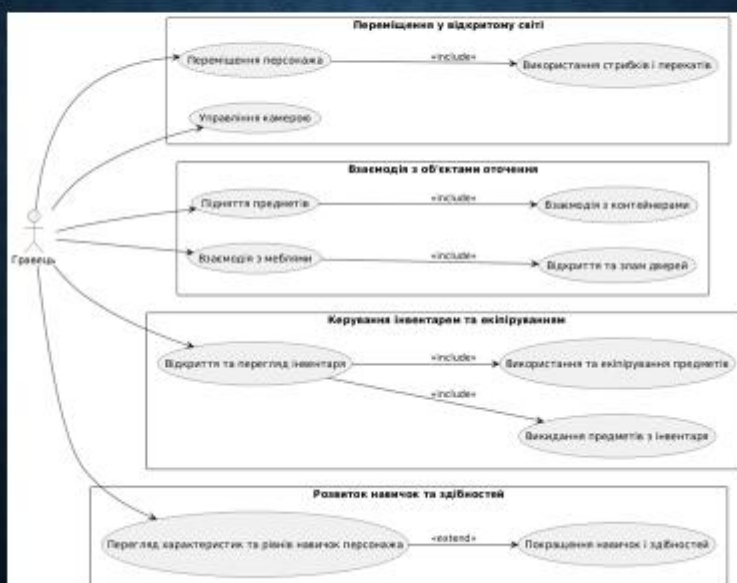 Переміщення у відкритому світі
Переміщення персонажа
«include»
Використання стрибків і перекатів
Управління камерою
Взаємодія з об'єктами оточення
Підняття предметів
«include»
Взаємодія з контейнерами
Взаємодія з меблями
«include»
Відкриття та злам дверей
Гравець
Керування інвентарем та екіпіруванням
Відкриття та перегляд інвентаря
«include»
Використання та екіпірування предметів
«include»
Викидання предметів з інвентаря
Розвиток навичок та здібностей
Перегляд характеристик та рівнів навичок персонажа
«extend»
Покращення навичок і здібностей